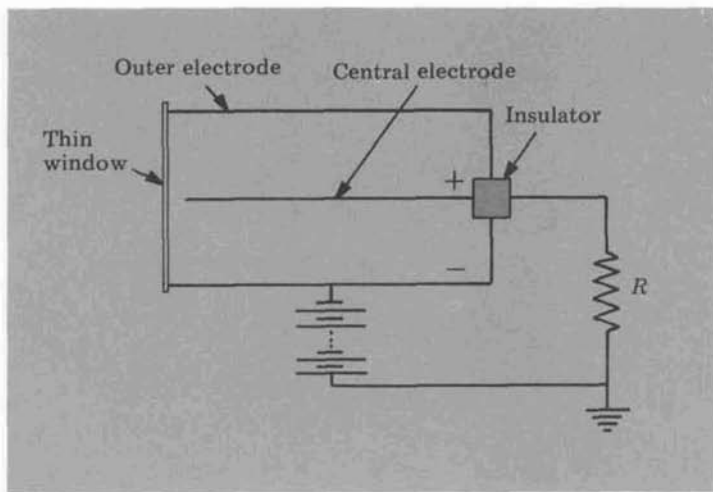 Outer electrode
Central electrode
Insulator
Thin
window
+
−
R